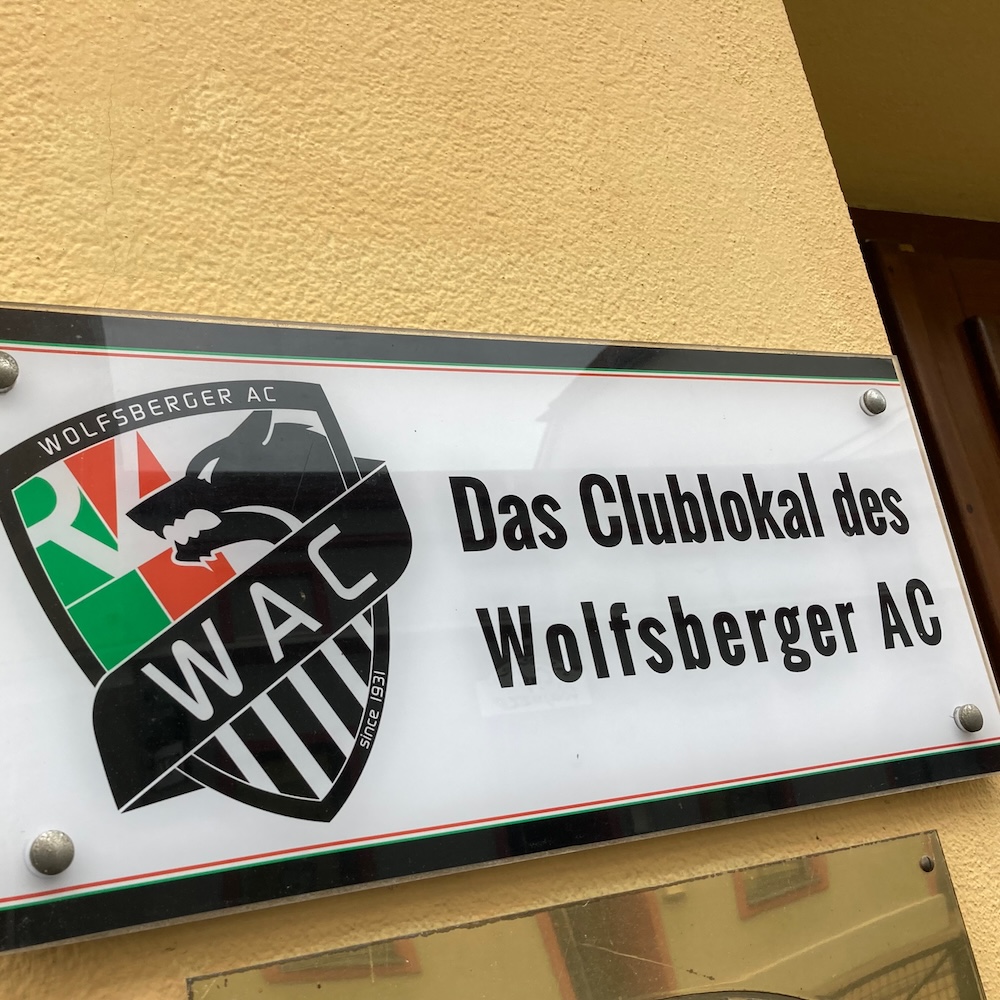 WOLFSBERGER AC
RZ
WAC
since 1931
Das Clublokal des
Wolfsberger AC